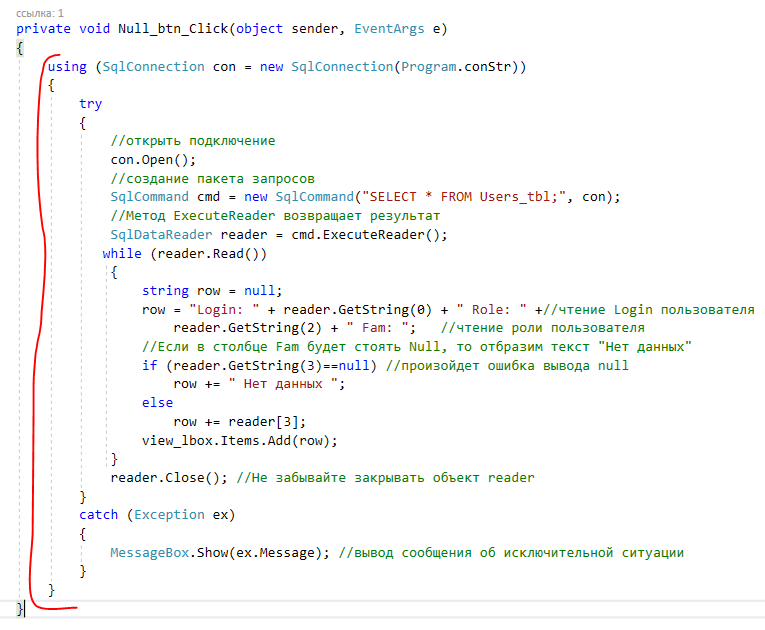 ссылка: 1
private void Null_btn_Click(object sender, EventArgs e)
{
    using (SqlConnection con = new SqlConnection(Program.conStr))
    {
        try
        {
            //открыть подключение
            con.Open();
            //создание пакета запросов
            SqlCommand cmd = new SqlCommand("SELECT * FROM Users_tbl;", con);
            //Метод ExecuteReader возвращает результат
            SqlDataReader reader = cmd.ExecuteReader();
           while (reader.Read())
            {
                string row = null;
                row = "Login: " + reader.GetString(0) + " Role: " +//чтение Login пользователя
                    reader.GetString(2) + " Fam: ";   //чтение роли пользователя
                //Если в столбце Fam будет стоять Null, то отбразим текст "Нет данных"
                if (reader.GetString(3)==null) //произойдет ошибка вывода null
                    row += " Нет данных ";
                else
                    row += reader[3];
                view_lbox.Items.Add(row);
            }
            reader.Close(); //Не забывайте закрывать объект reader
        }
        catch (Exception ex)
        {
            MessageBox.Show(ex.Message); //вывод сообщения об исключительной ситуации
        }
    }
}